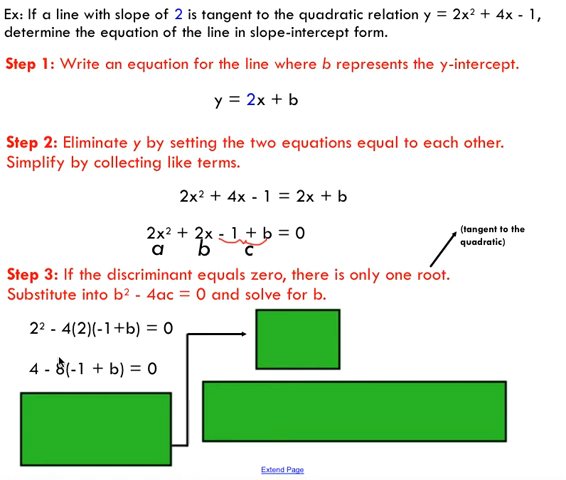 Ex: If a line with slope of 2 is tangent to the quadratic relation y = 2x² + 4x - 1,
determine the equation of the line in slope-intercept form.
Step 1: Write an equation for the line where b represents the y-intercept.
y = 2x + b
Step 2: Eliminate y by setting the two equations equal to each other.
Simplify by collecting like terms.
2x² + 4x - 1 = 2x + b
2x² + 2x - 1 + b = 0
a b c
(tangent to the
quadratic)
Step 3: If the discriminant equals zero, there is only one root.
Substitute into b² - 4ac = 0 and solve for b.
2² - 4(2)(-1+b) = 0
4 - 8(-1 + b) = 0
Extend Page